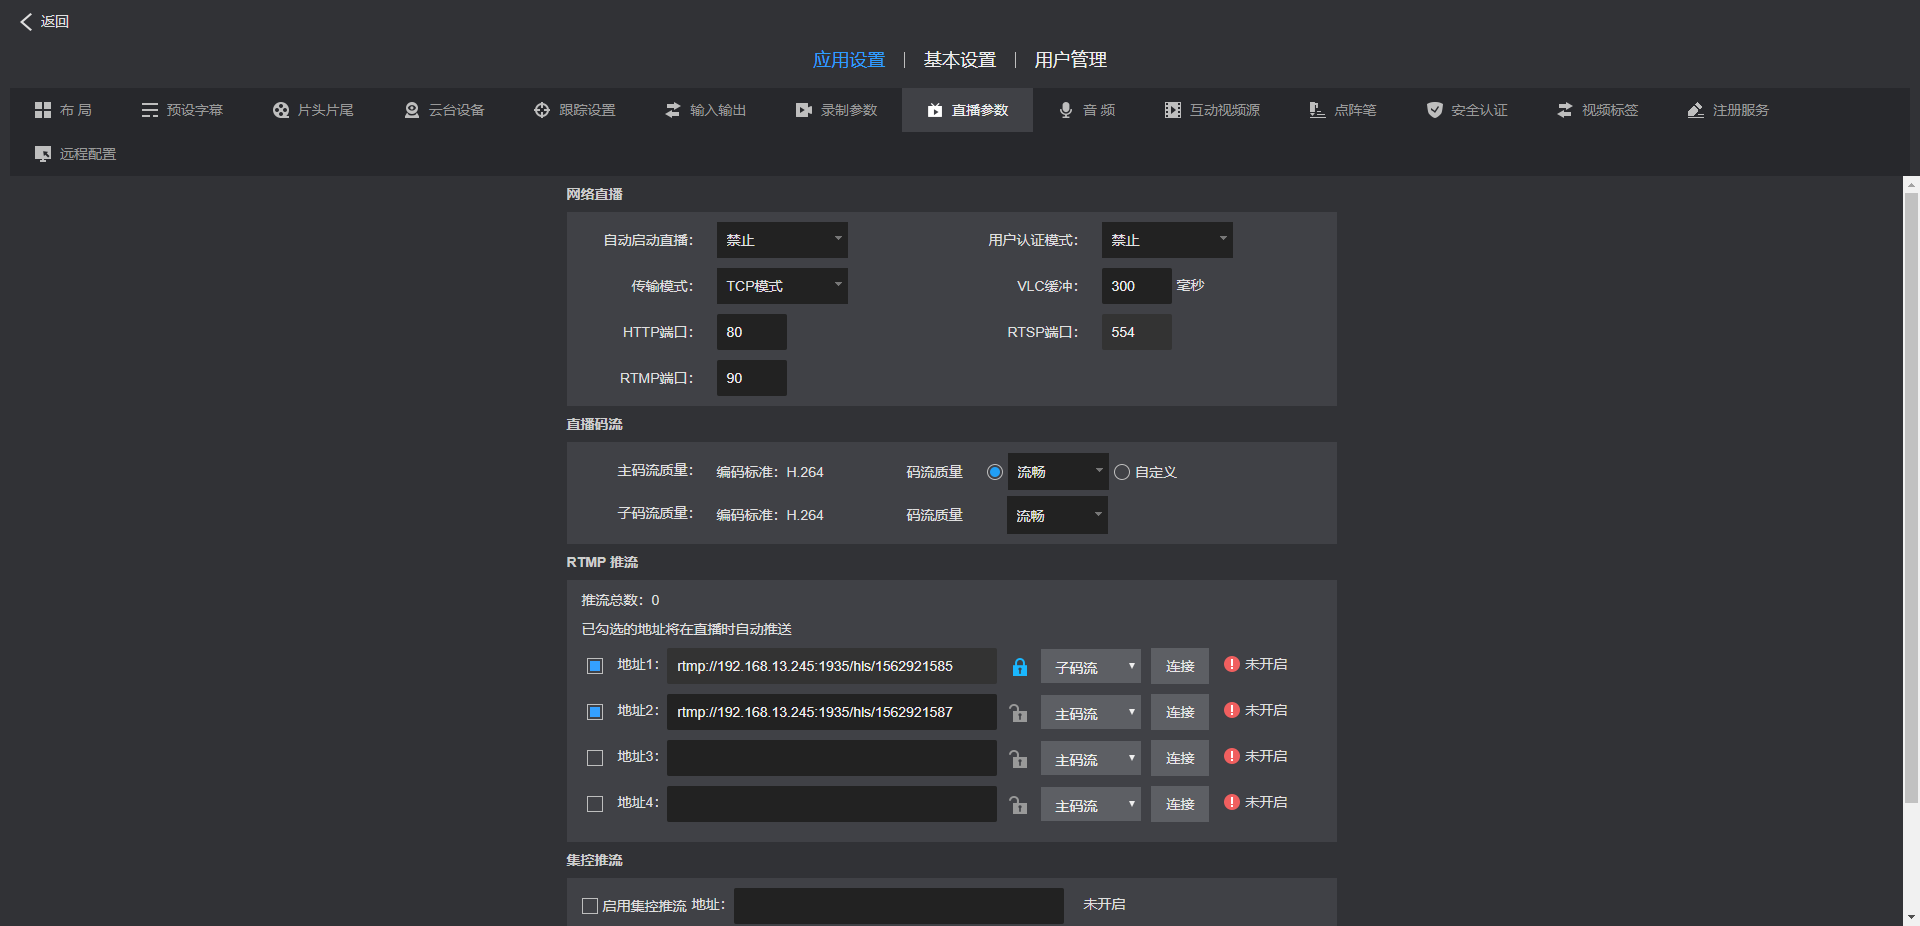 返回
应用设置 | 基本设置 | 用户管理
布 局 预设字幕 片头片尾 云台设备 跟踪设置 输入输出 录制参数 直播参数 音 频 互动视频源 点阵笔 安全认证 视频标签 注册服务
远程配置
网络直播
自动启动直播： 禁止 用户认证模式： 禁止
传输模式： TCP模式 VLC缓冲： 300 毫秒
HTTP端口： 80 RTSP端口： 554
RTMP端口： 90
直播码流
主码流质量： 编码标准：H.264 码流质量 流畅 自定义
子码流质量： 编码标准：H.264 码流质量 流畅
RTMP 推流
推流总数：0
已勾选的地址将在直播时自动推送
地址1： rtmp://192.168.13.245:1935/hls/1562921585 子码流 连接 未开启
地址2： rtmp://192.168.13.245:1935/hls/1562921587 主码流 连接 未开启
地址3： 主码流 连接 未开启
地址4： 主码流 连接 未开启
集控推流
启用集控推流 地址： 未开启